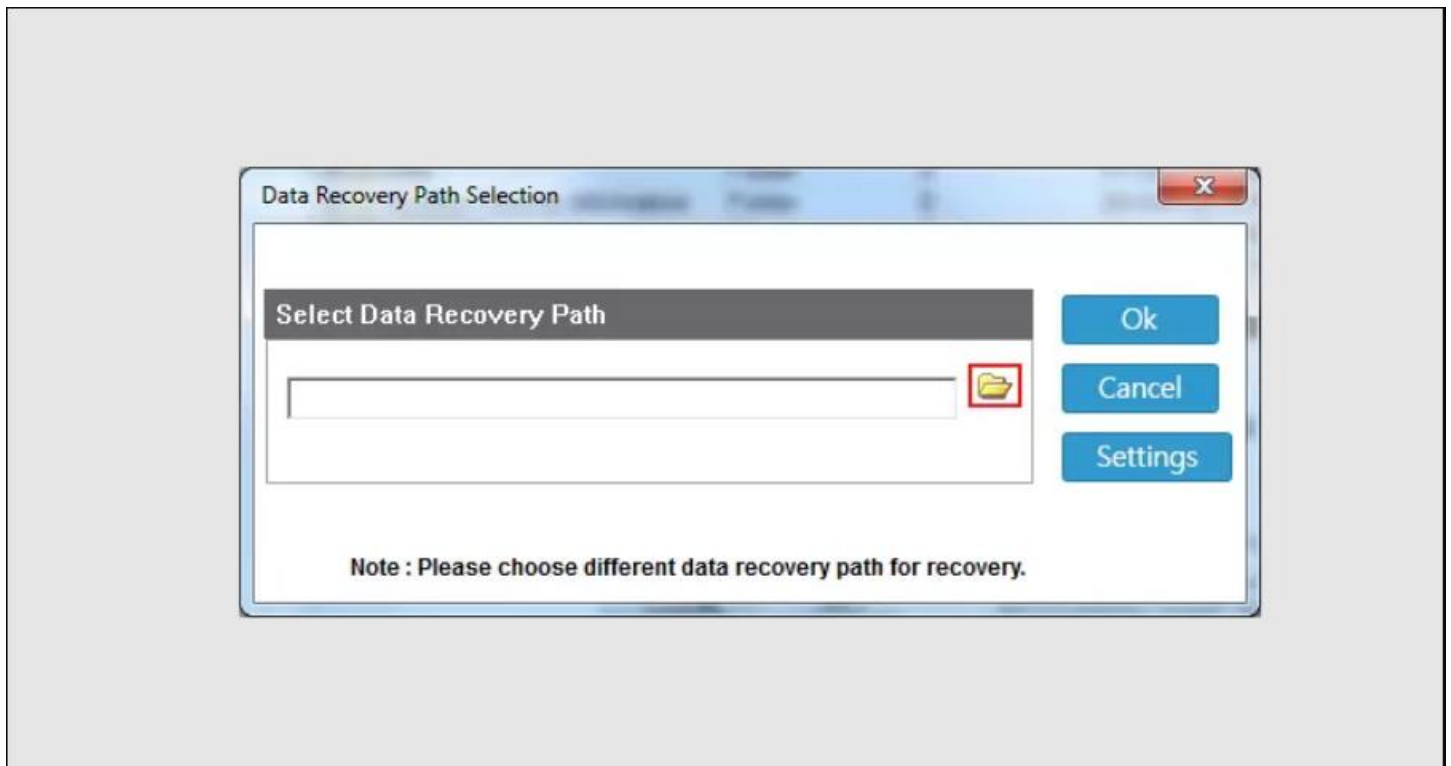 Data Recovery Path Selection
Select Data Recovery Path
Ok
Cancel
Settings
Note : Please choose different data recovery path for recovery.